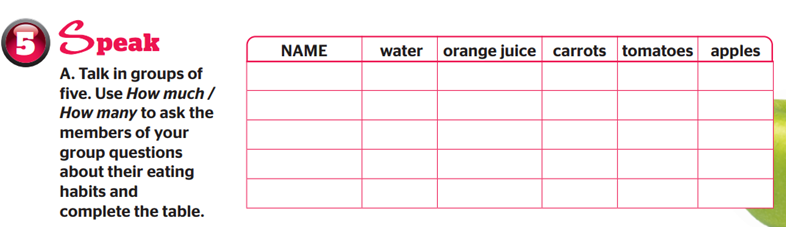 5 Speak
A. Talk in groups of
five. Use How much /
How many to ask the
members of your
group questions
about their eating
habits and
complete the table.
NAME water orange juice carrots tomatoes apples